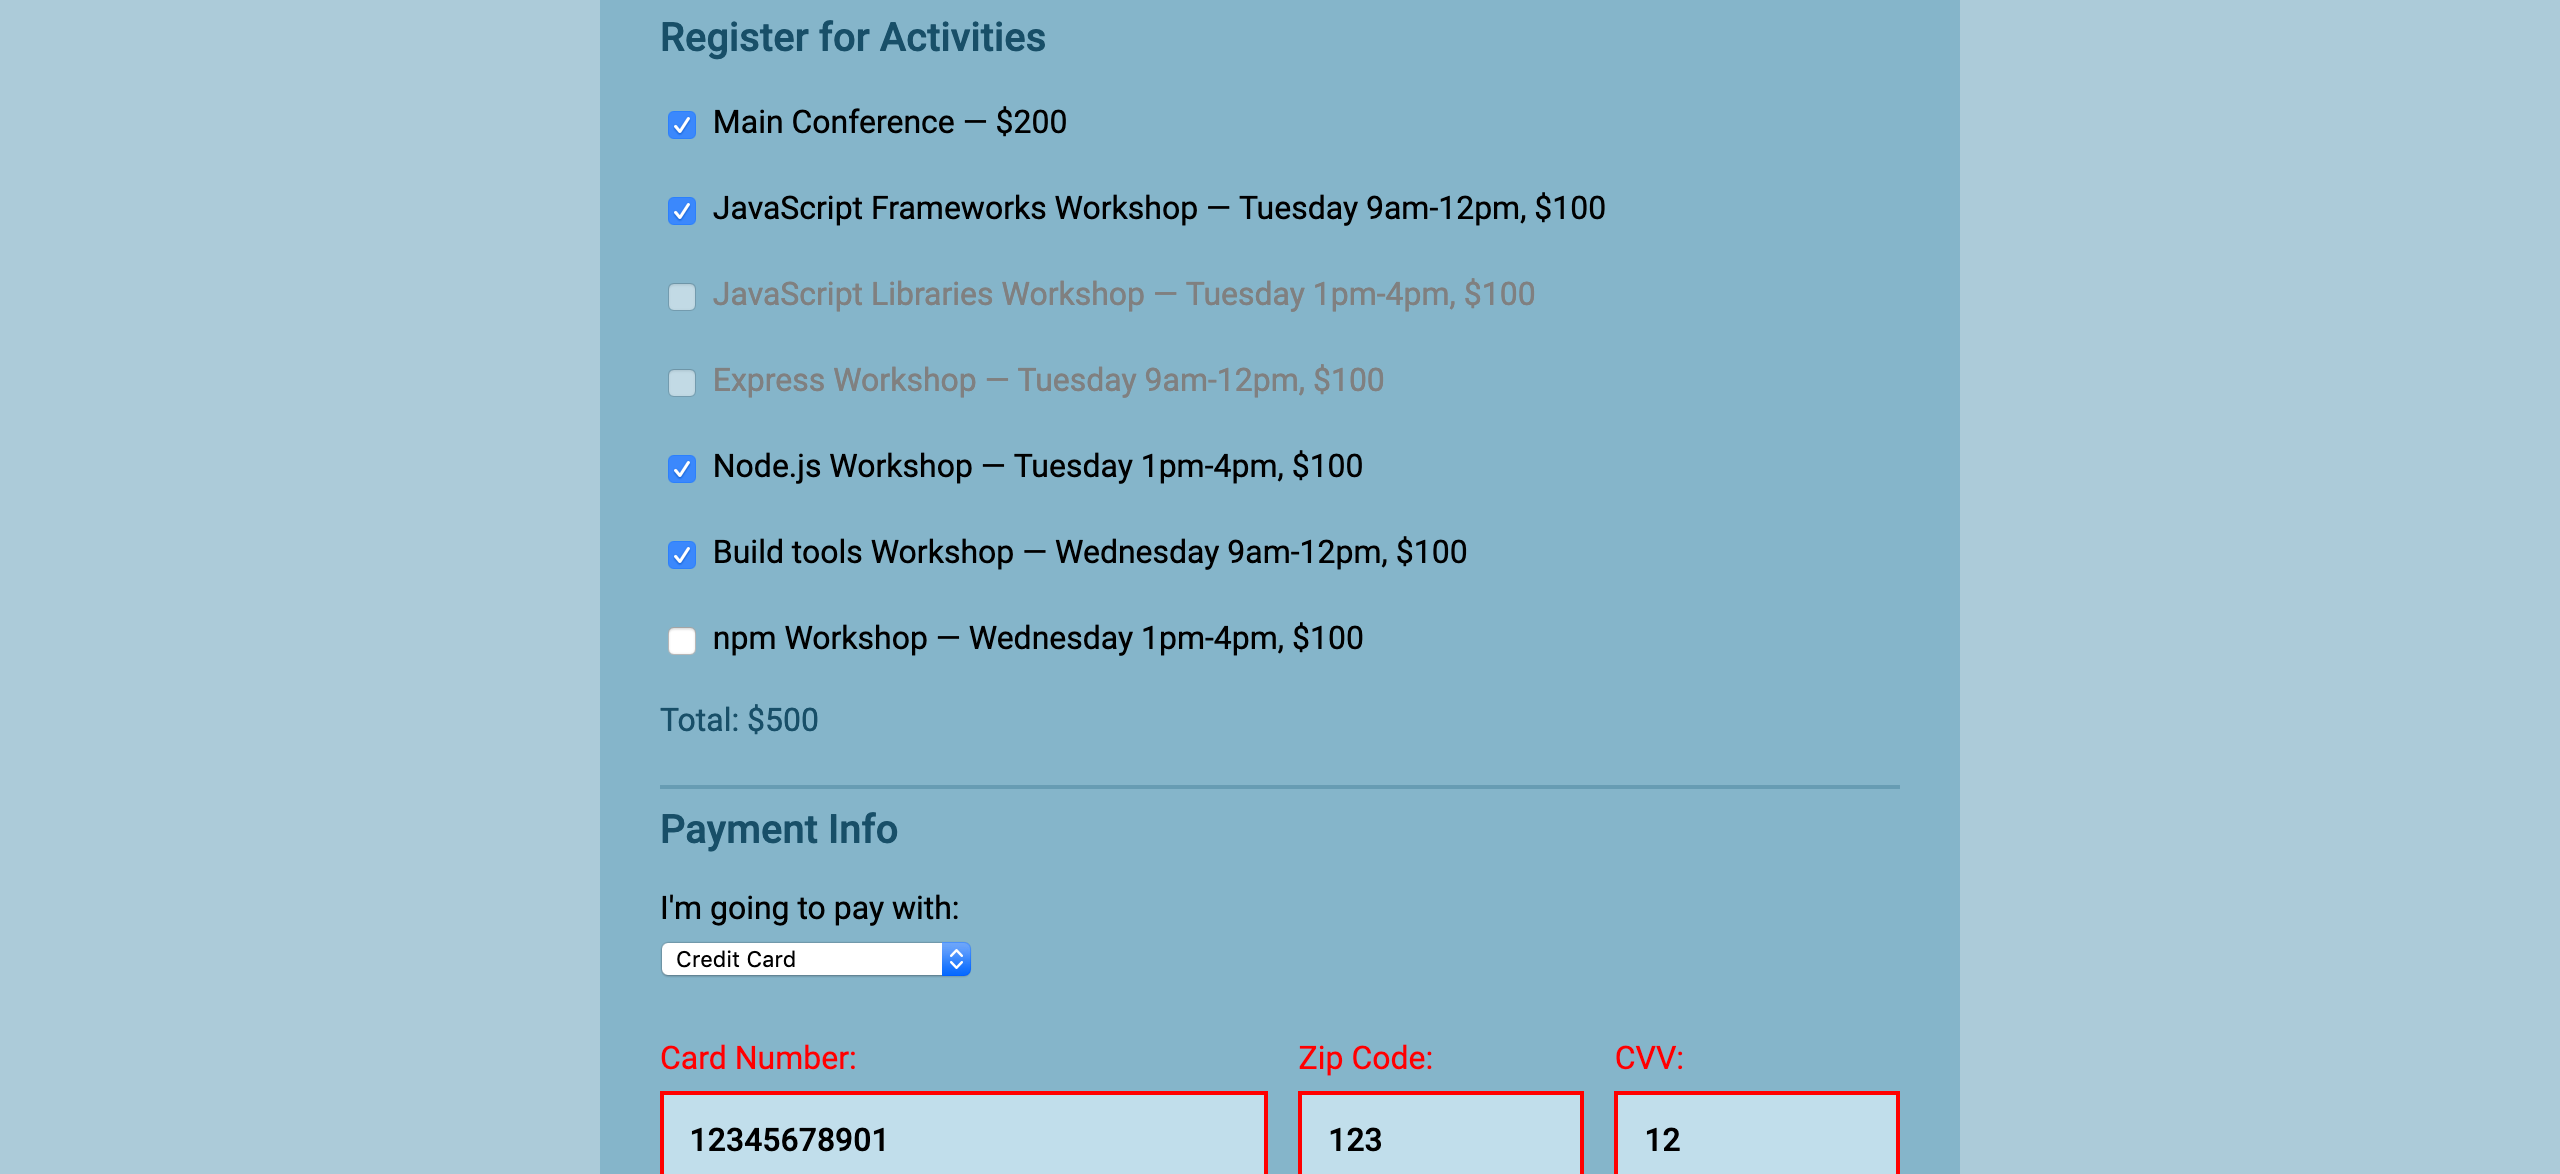 Register for Activities
Main Conference — $200
JavaScript Frameworks Workshop — Tuesday 9am-12pm, $100
JavaScript Libraries Workshop — Tuesday 1pm-4pm, $100
Express Workshop — Tuesday 9am-12pm, $100
Node.js Workshop — Tuesday 1pm-4pm, $100
Build tools Workshop — Wednesday 9am-12pm, $100
npm Workshop — Wednesday 1pm-4pm, $100
Total: $500
Payment Info
I'm going to pay with:
Credit Card
Card Number: Zip Code: CVV:
12345678901 123 12